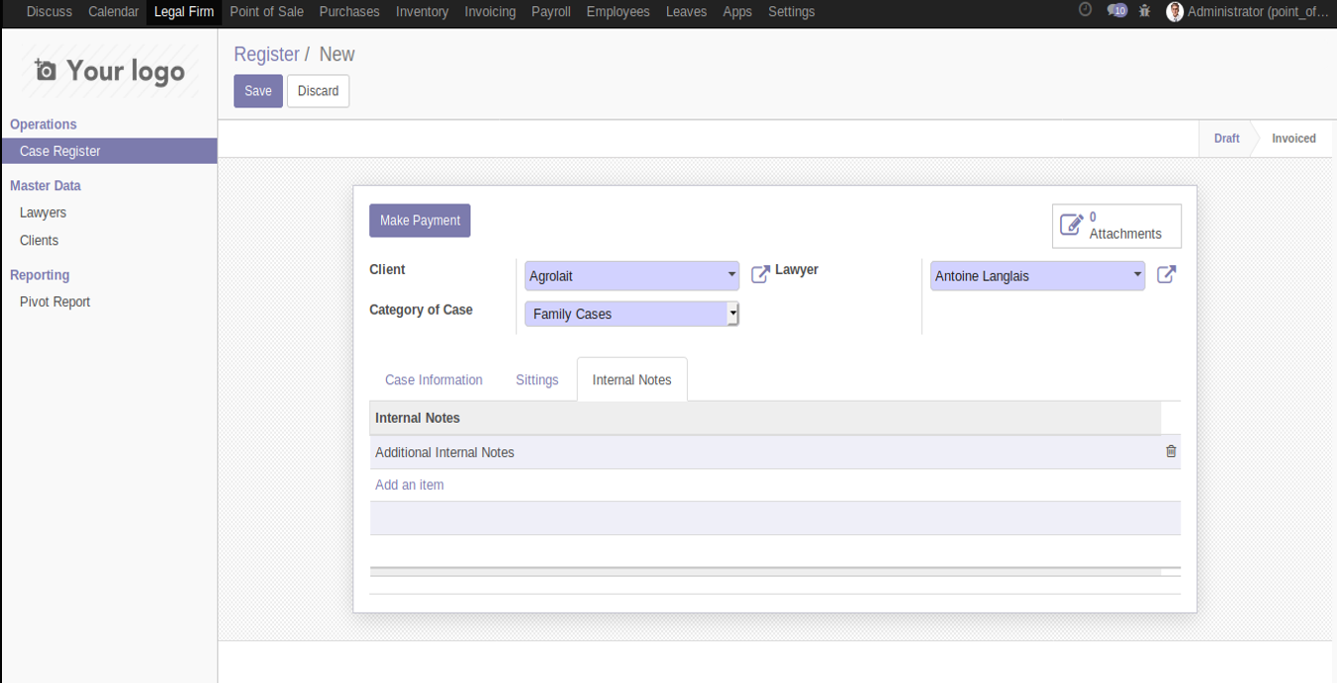 Discuss Calendar Legal Firm Point of Sale Purchases Inventory Invoicing Payroll Employees Leaves Apps Settings 10 Administrator (point_of...
Your logo
Operations
Case Register
Master Data
Lawyers
Clients
Reporting
Pivot Report
Register / New
Save Discard
Draft Invoiced
Make Payment
0
Attachments
Client Agrolait Lawyer Antoine Langlais
Category of Case Family Cases
Case Information Sittings Internal Notes
Internal Notes
Additional Internal Notes
Add an item